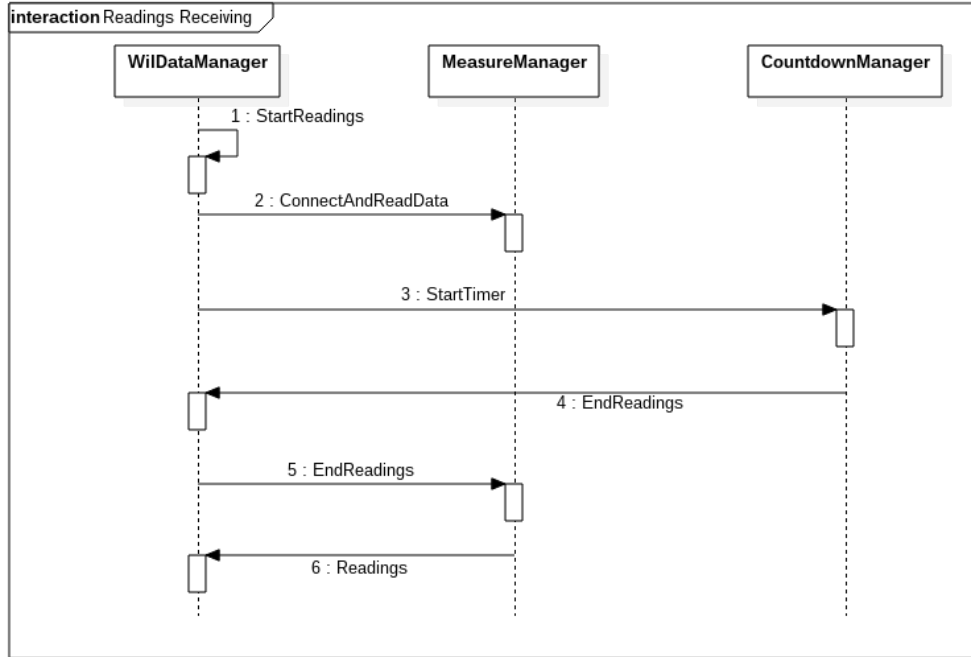 interaction Readings Receiving
WilDataManager
MeasureManager
CountdownManager
1 : StartReadings
2 : ConnectAndReadData
3 : StartTimer
4 : EndReadings
5 : EndReadings
6 : Readings